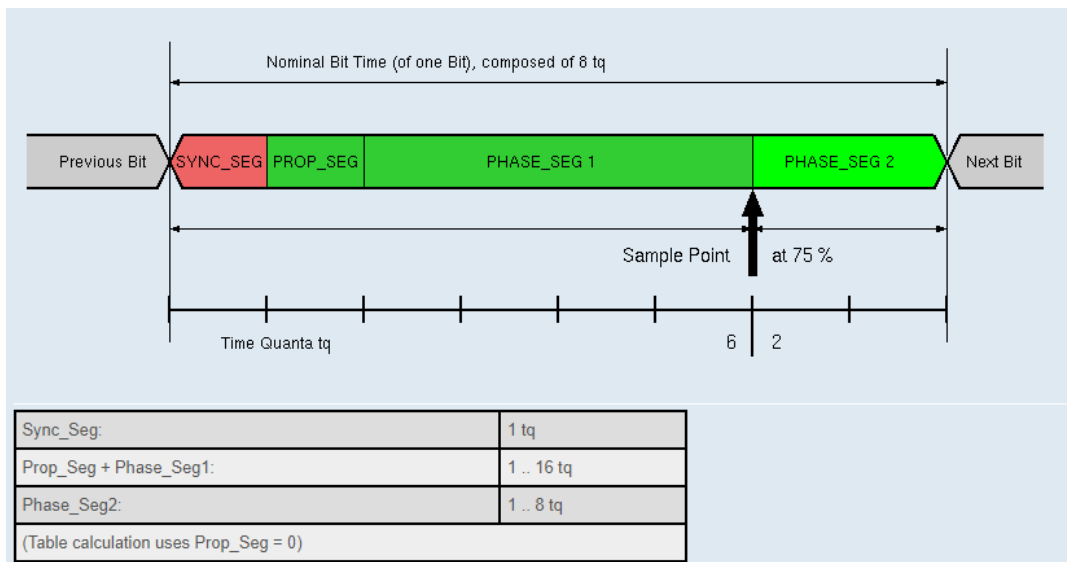 Nominal Bit Time (of one Bit), composed of 8 tq
Previous Bit SYNC_SEG PROP_SEG PHASE_SEG 1 PHASE_SEG 2 Next Bit
Sample Point at 75 %
Time Quanta tq 6 2
Sync_Seg: 1 tq
Prop_Seg + Phase_Seg1: 1 .. 16 tq
Phase_Seg2: 1 .. 8 tq
(Table calculation uses Prop_Seg = 0)